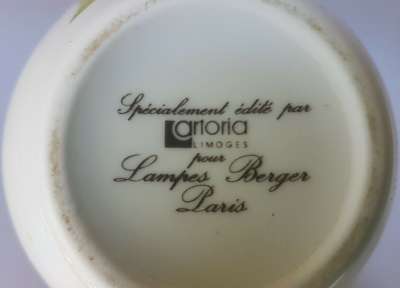 Spécialement édité par
artoria
LIMOGES
pour
Lampes Berger
Paris